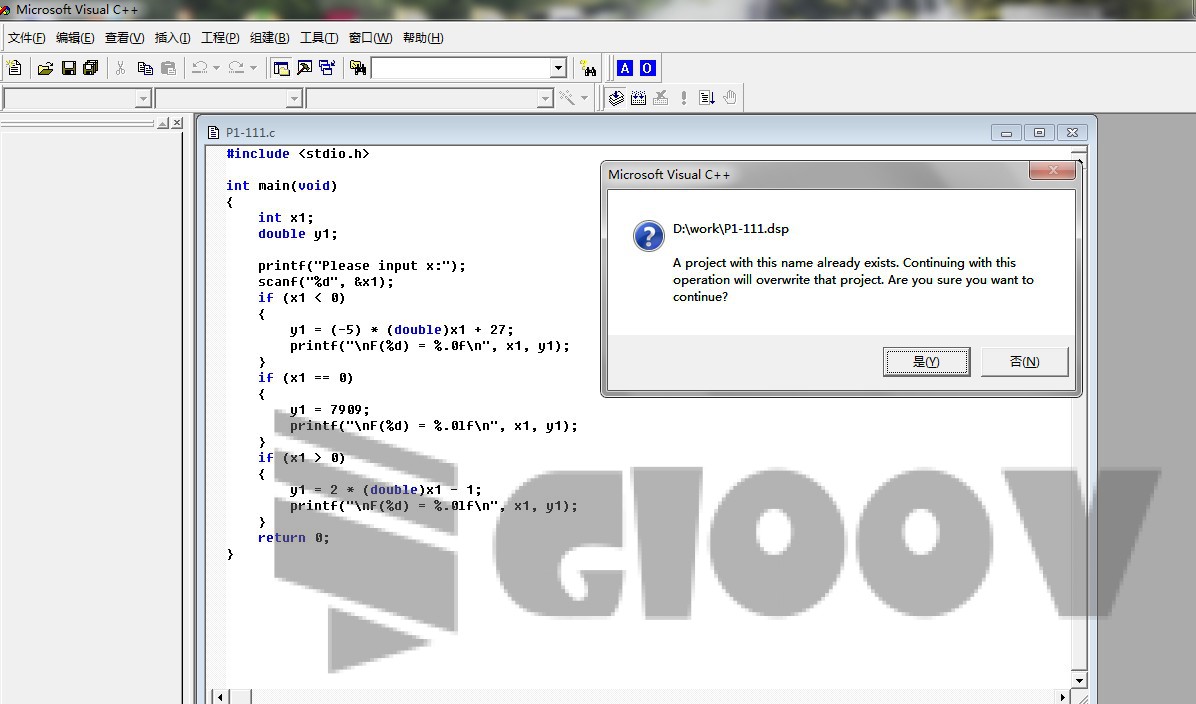 Microsoft Visual C++
文件(F) 编辑(E) 查看(V) 插入(I) 工程(P) 组建(B) 工具(T) 窗口(W) 帮助(H)
A O
P1-111.c
#include <stdio.h>
int main(void)
{
int x1;
double y1;
printf("Please input x:");
scanf("%d", &x1);
if (x1 < 0)
{
y1 = (-5) * (double)x1 + 27;
printf("\nF(%d) = %.0f\n", x1, y1);
}
if (x1 == 0)
{
y1 = 7909;
printf("\nF(%d) = %.0lf\n", x1, y1);
}
if (x1 > 0)
{
y1 = 2 * (double)x1 - 1;
printf("\nF(%d) = %.0lf\n", x1, y1);
}
return 0;
}
Microsoft Visual C++
D:\work\P1-111.dsp
A project with this name already exists. Continuing with this
operation will overwrite that project. Are you sure you want to
continue?
是(Y) 否(N)
GIOOV